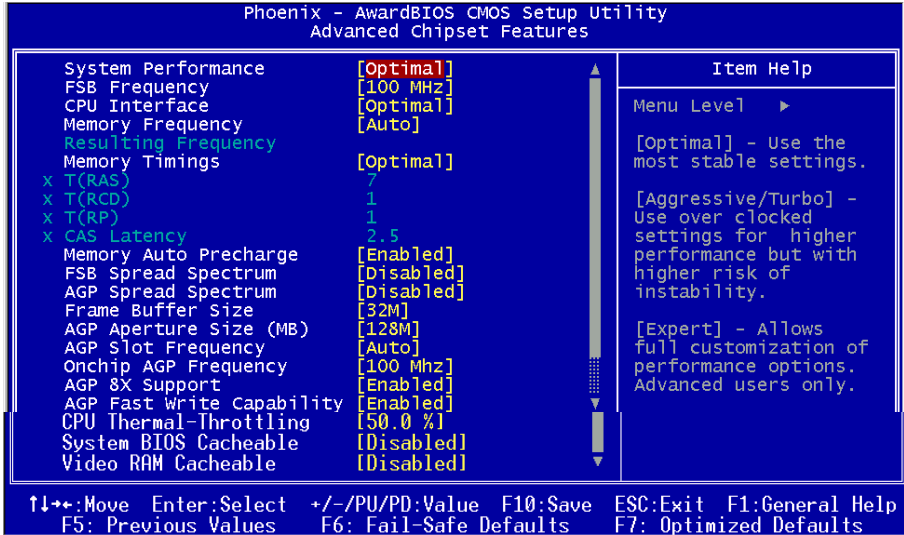 Phoenix - AwardBIOS CMOS Setup Utility
Advanced Chipset Features
System Performance [Optimal]
FSB Frequency [100 MHz]
CPU Interface [Optimal]
Memory Frequency [Auto]
Resulting Frequency
Memory Timings [Optimal]
x T(RAS) 7
x T(RCD) 1
x T(RP) 1
x CAS Latency 2.5
Memory Auto Precharge [Enabled]
FSB Spread Spectrum [Disabled]
AGP Spread Spectrum [Disabled]
Frame Buffer Size [32M]
AGP Aperture Size (MB) [128M]
AGP Slot Frequency [Auto]
Onchip AGP Frequency [100 Mhz]
AGP 8X Support [Enabled]
AGP Fast Write Capability [Enabled]
CPU Thermal-Throttling [50.0 %]
System BIOS Cacheable [Disabled]
Video RAM Cacheable [Disabled]
Item Help
Menu Level ►
[Optimal] - Use the
most stable settings.
[Aggressive/Turbo] -
Use over clocked
settings for higher
performance but with
higher risk of
instability.
[Expert] - Allows
full customization of
performance options.
Advanced users only.
↑↓→←:Move Enter:Select +/-/PU/PD:Value F10:Save ESC:Exit F1:General Help
F5: Previous Values F6: Fail-Safe Defaults F7: Optimized Defaults